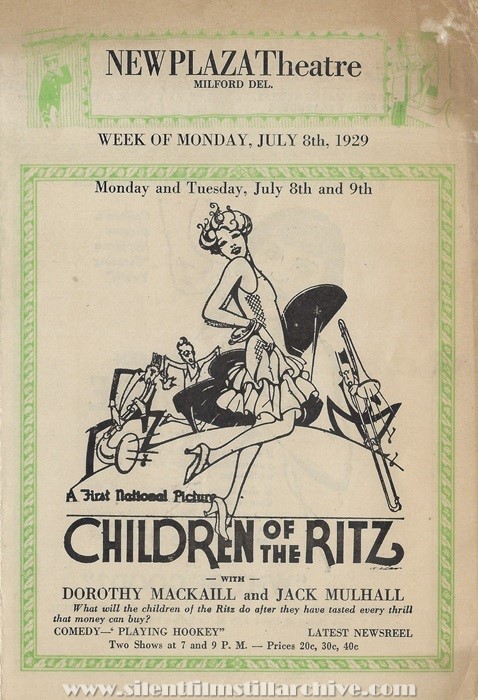 NEW PLAZA Theatre
MILFORD DEL.
WEEK OF MONDAY, JULY 8th, 1929
Monday and Tuesday, July 8th and 9th
A First National Picture
CHILDREN OF THE RITZ
— WITH —
DOROTHY MACKAILL and JACK MULHALL
What will the children of the Ritz do after they have tasted every thrill
that money can buy?
COMEDY—‘ PLAYING HOOKEY” LATEST NEWSREEL
Two Shows at 7 and 9 P. M. — Prices 20c, 30c, 40c
www.silentfilmstillarchive.com